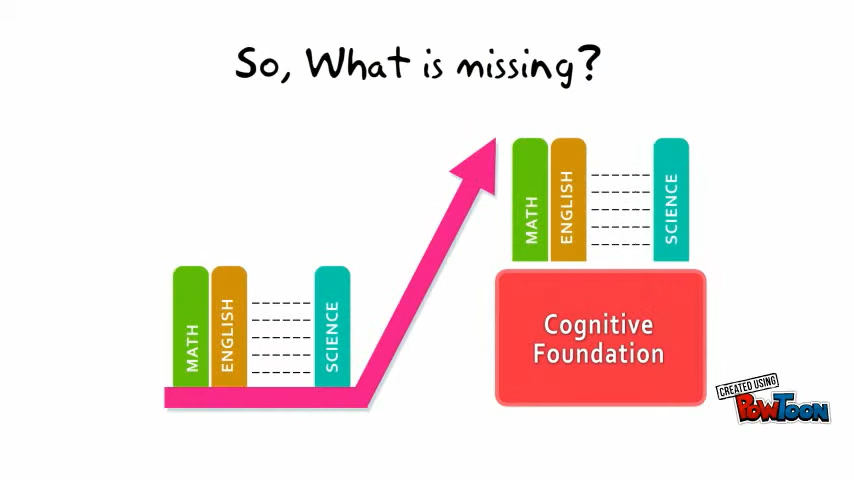 So, What is missing?
MATH
ENGLISH
SCIENCE
MATH
ENGLISH
SCIENCE
Cognitive
Foundation
CREATED USING
POWTOON